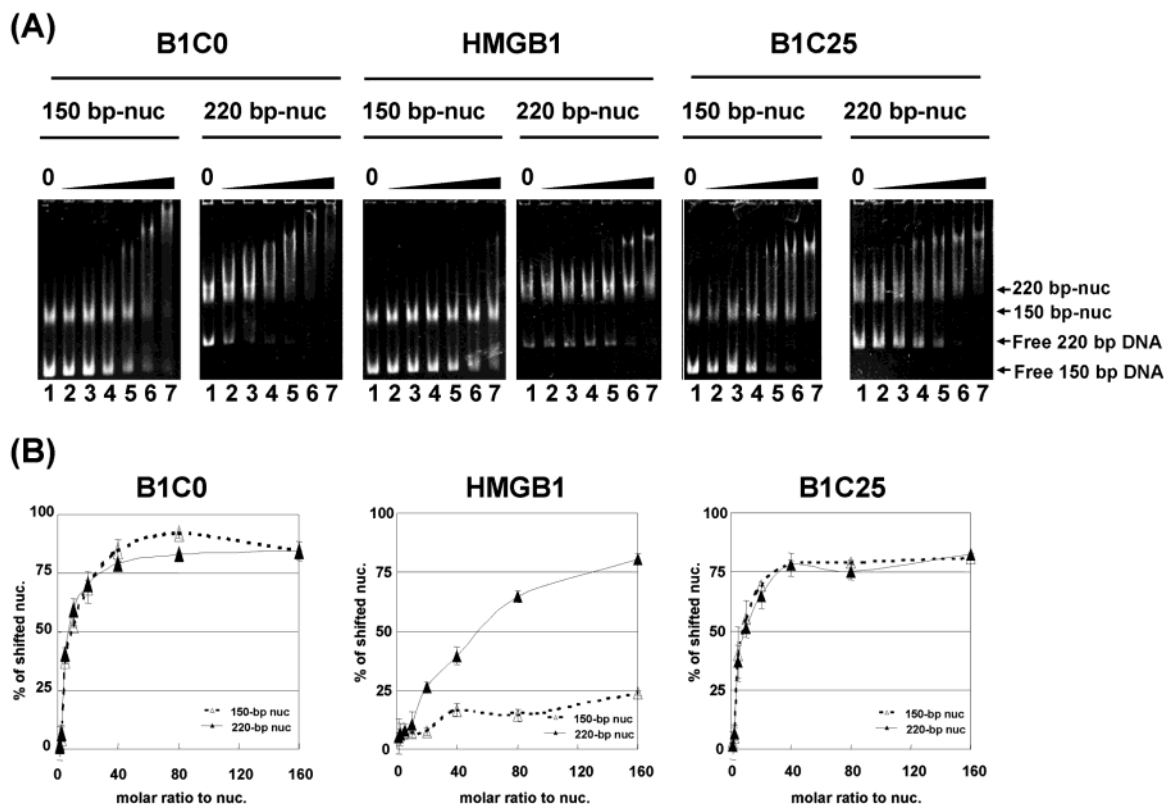 (A)
B1C0 HMGB1 B1C25
150 bp-nuc 220 bp-nuc 150 bp-nuc 220 bp-nuc 150 bp-nuc 220 bp-nuc
0 0 0 0 0 0
220 bp-nuc
150 bp-nuc
Free 220 bp DNA
Free 150 bp DNA
1 2 3 4 5 6 7 1 2 3 4 5 6 7 1 2 3 4 5 6 7 1 2 3 4 5 6 7 1 2 3 4 5 6 7 1 2 3 4 5 6 7
(B)
B1C0
% of shifted nuc.
100
75
50
25
0
150-bp nuc
220-bp nuc
0 40 80 120 160
molar ratio to nuc.
HMGB1
% of shifted nuc.
100
75
50
25
0
150-bp nuc
220-bp nuc
0 40 80 120 160
molar ratio to nuc.
B1C25
% of shifted nuc.
100
75
50
25
0
150-bp nuc
220-bp nuc
0 40 80 120 160
molar ratio to nuc.